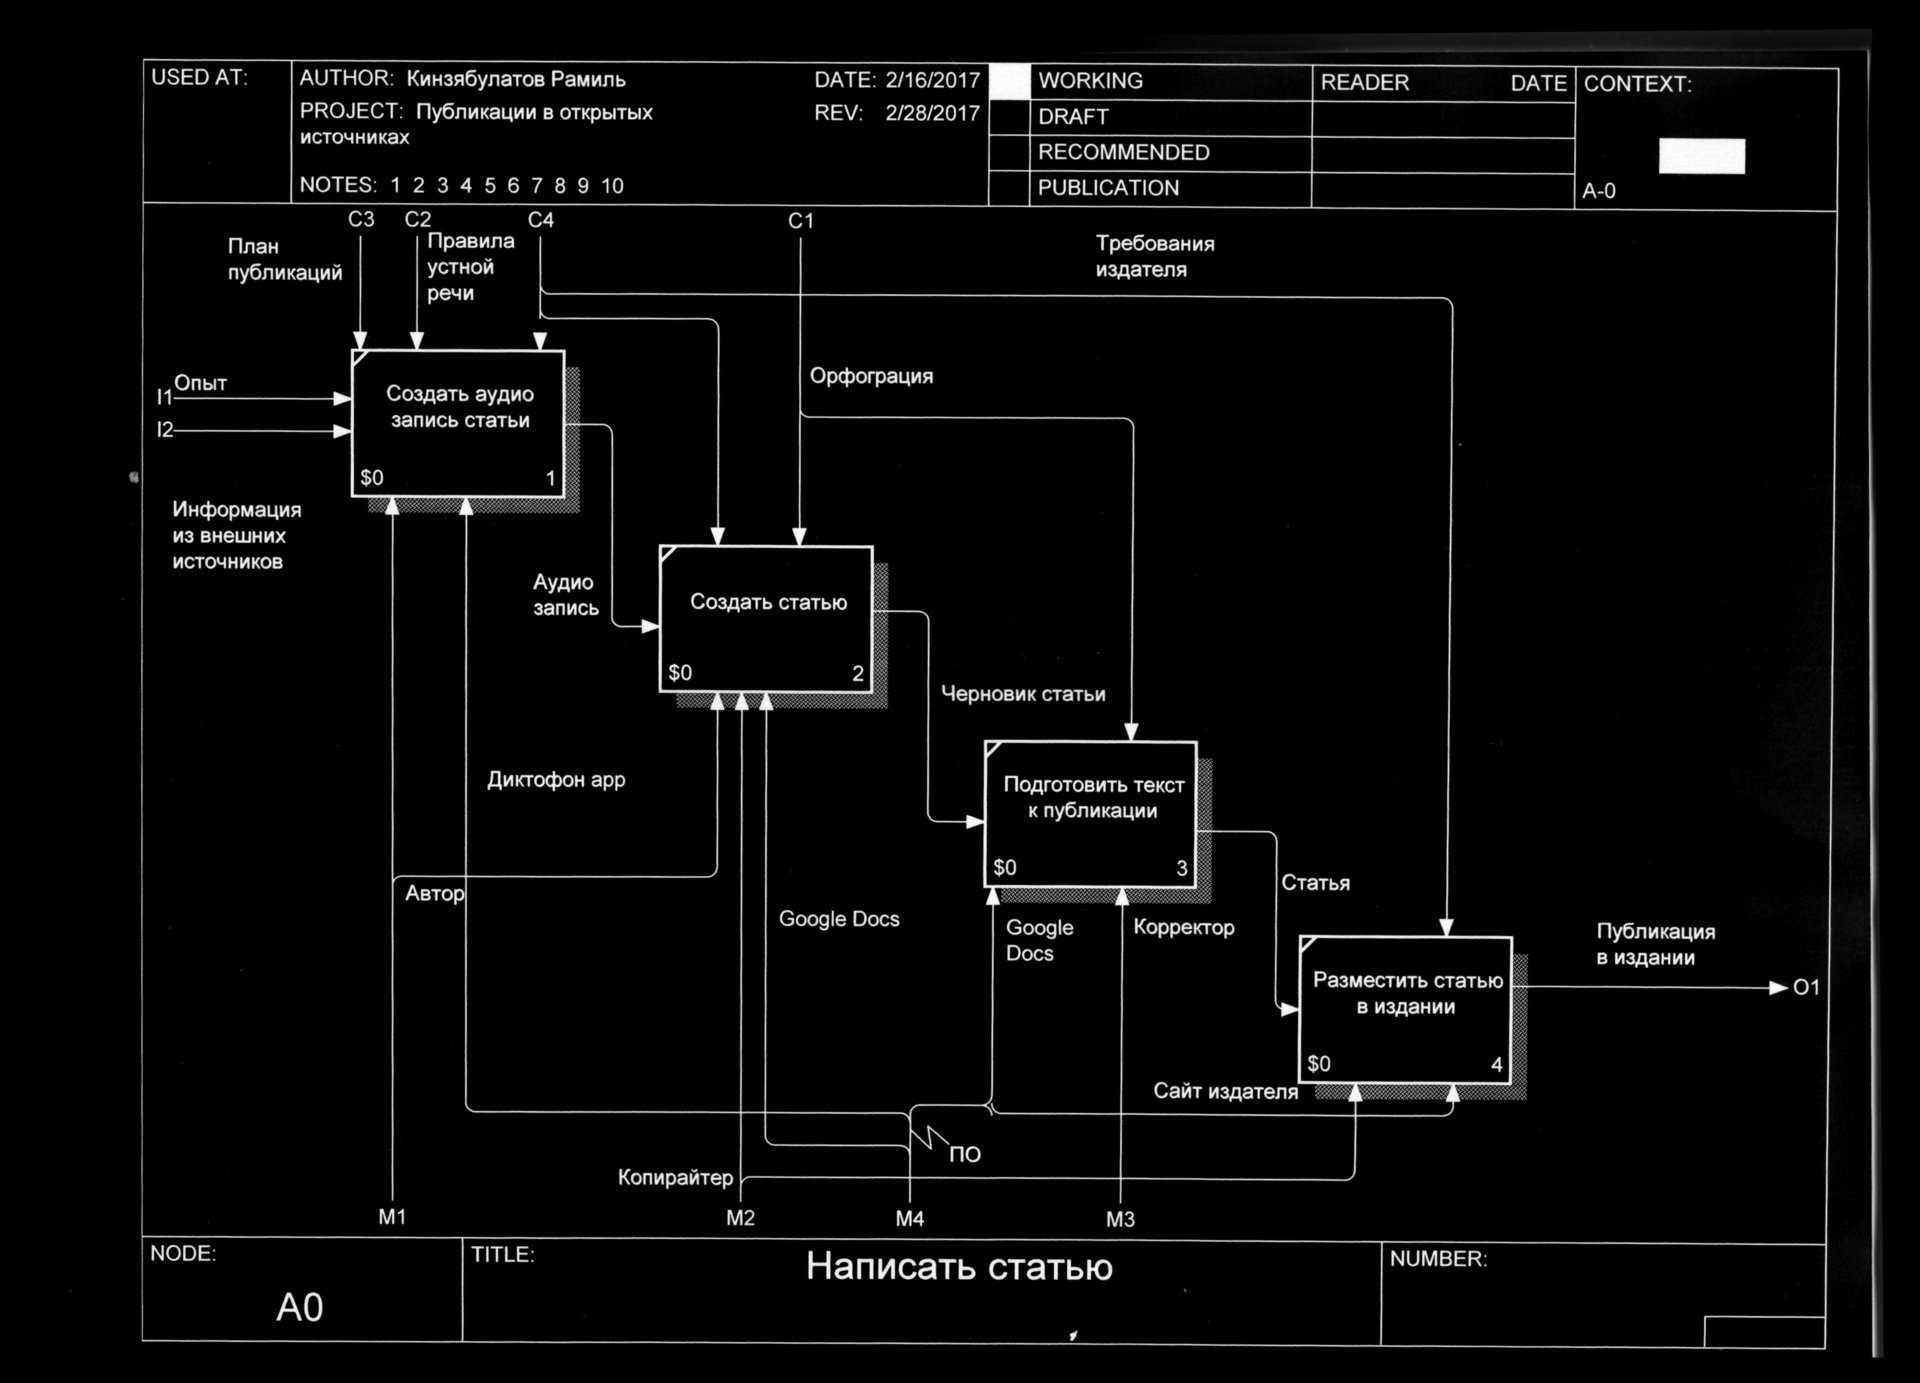 USED AT:
AUTHOR: Кинзябулатов Рамиль
DATE: 2/16/2017
PROJECT: Публикации в открытых
источниках
REV: 2/28/2017
NOTES: 1 2 3 4 5 6 7 8 9 10
WORKING
DRAFT
RECOMMENDED
PUBLICATION
READER DATE
CONTEXT:
A-0
C3
C2
C4
C1
План
публикаций
Правила
устной
речи
Требования
издателя
Орфограция
I1
Опыт
I2
Создать аудио
запись статьи
$0 1
Информация
из внешних
источников
Аудио
запись
Создать статью
$0 2
Черновик статьи
Диктофон app
Подготовить текст
к публикации
$0 3
Автор
Google Docs
Google
Docs
Корректор
Статья
Публикация
в издании
O1
Разместить статью
в издании
$0 4
Сайт издателя
ПО
Копирайтер
M1
M2
M4
M3
NODE:
A0
TITLE:
Написать статью
NUMBER: